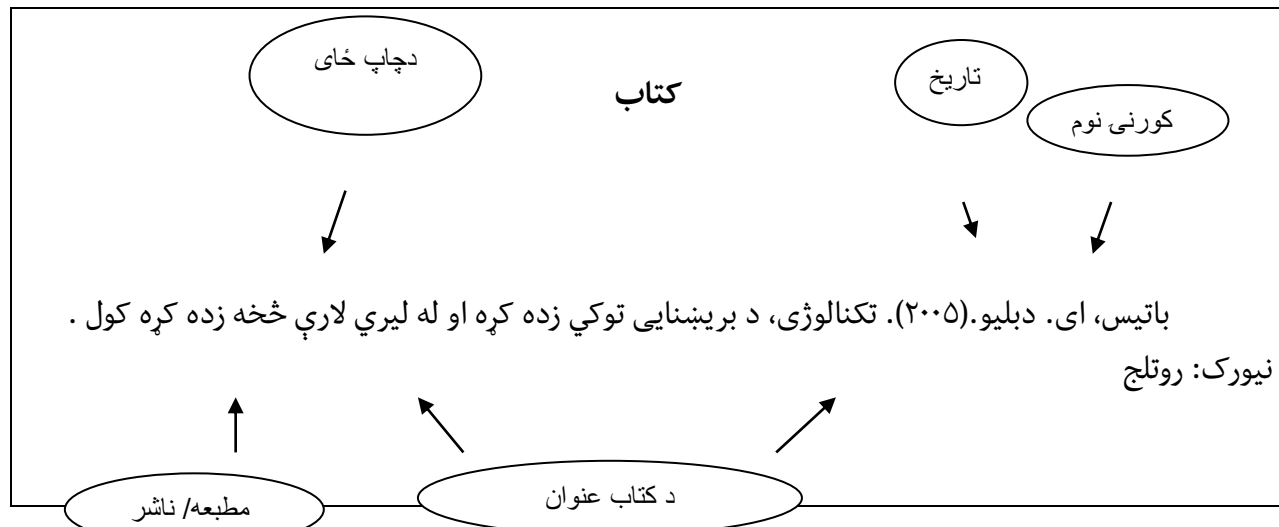 دچاپ ځای
کتاب
تاریخ
کورنۍ نوم
باتیس، ای. دبلیو.(۲۰۰۵). تکنالوژی، د بریښنایی توکي زده کړه او له لیري لارې څخه زده کړه کول .
نیورک: روتلج
مطبعه/ ناشر
د کتاب عنوان